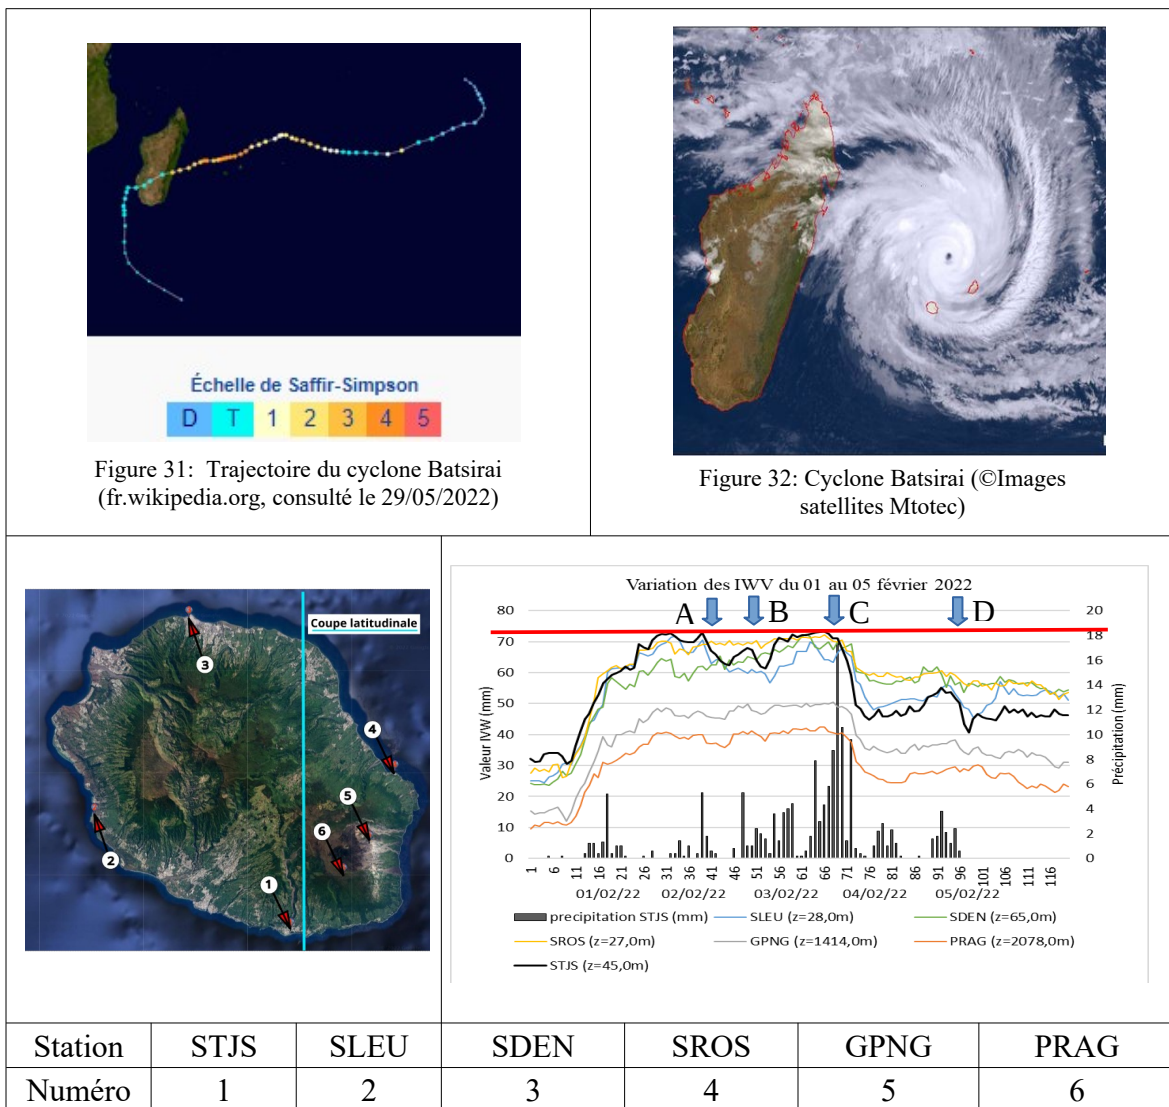 Échelle de Saffir-Simpson
D T 1 2 3 4 5
Figure 31: Trajectoire du cyclone Batsirai
(fr.wikipedia.org, consulté le 29/05/2022)
Figure 32: Cyclone Batsirai (©Images
satellites Mtotec)
Coupe latitudinale
3
4
5
6
2
1
Variation des IWV du 01 au 05 février 2022
A B C D
Valeur IVW (mm)
80
70
60
50
40
30
20
10
0
Précipitation (mm)
20
18
16
14
12
10
8
6
4
2
0
1 6 11 16 21 26 31 36 41 46 51 56 61 66 71 76 81 86 91 96 101 106 111 116
01/02/22 02/02/22 03/02/22 04/02/22 05/02/22
precipitation STJS (mm) SLEU (z=28,0m) SDEN (z=65,0m)
SROS (z=27,0m) GPNG (z=1414,0m) PRAG (z=2078,0m)
STJS (z=45,0m)
Station STJS SLEU SDEN SROS GPNG PRAG
Numéro 1 2 3 4 5 6